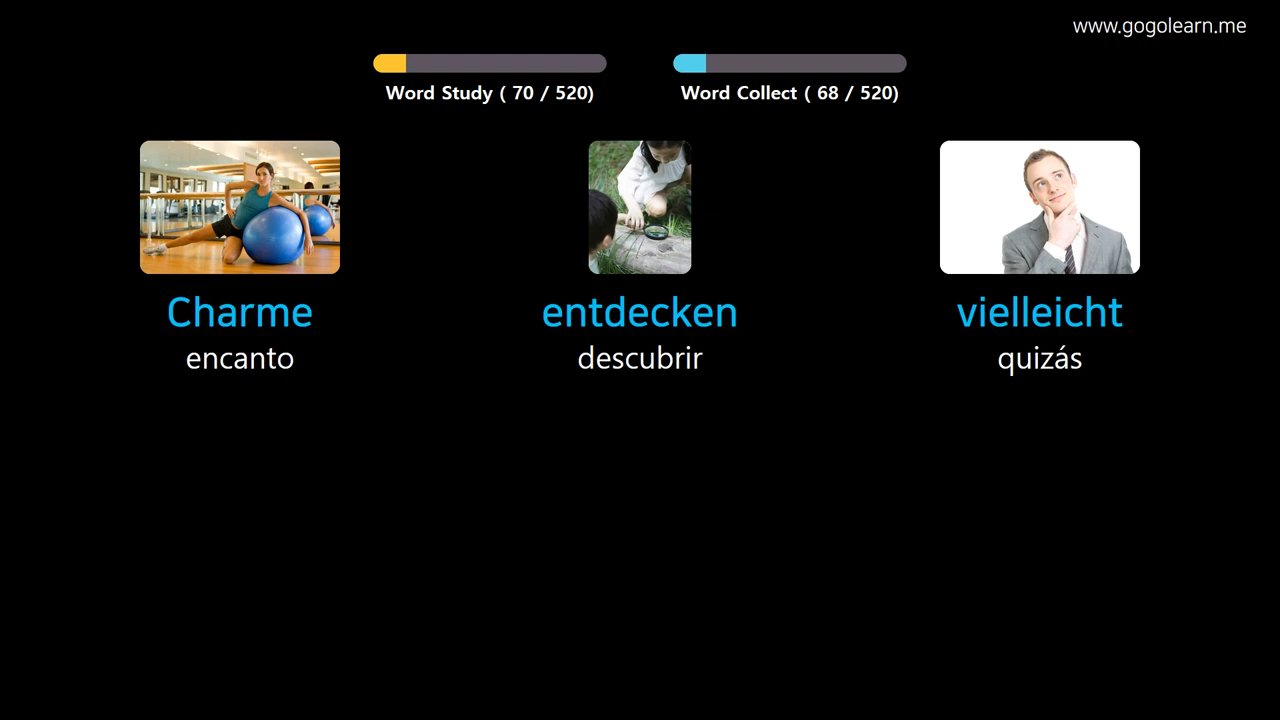 www.gogolearn.me
Word Study ( 70 / 520)
Word Collect ( 68 / 520)
Charme
encanto
entdecken
descubrir
vielleicht
quizás